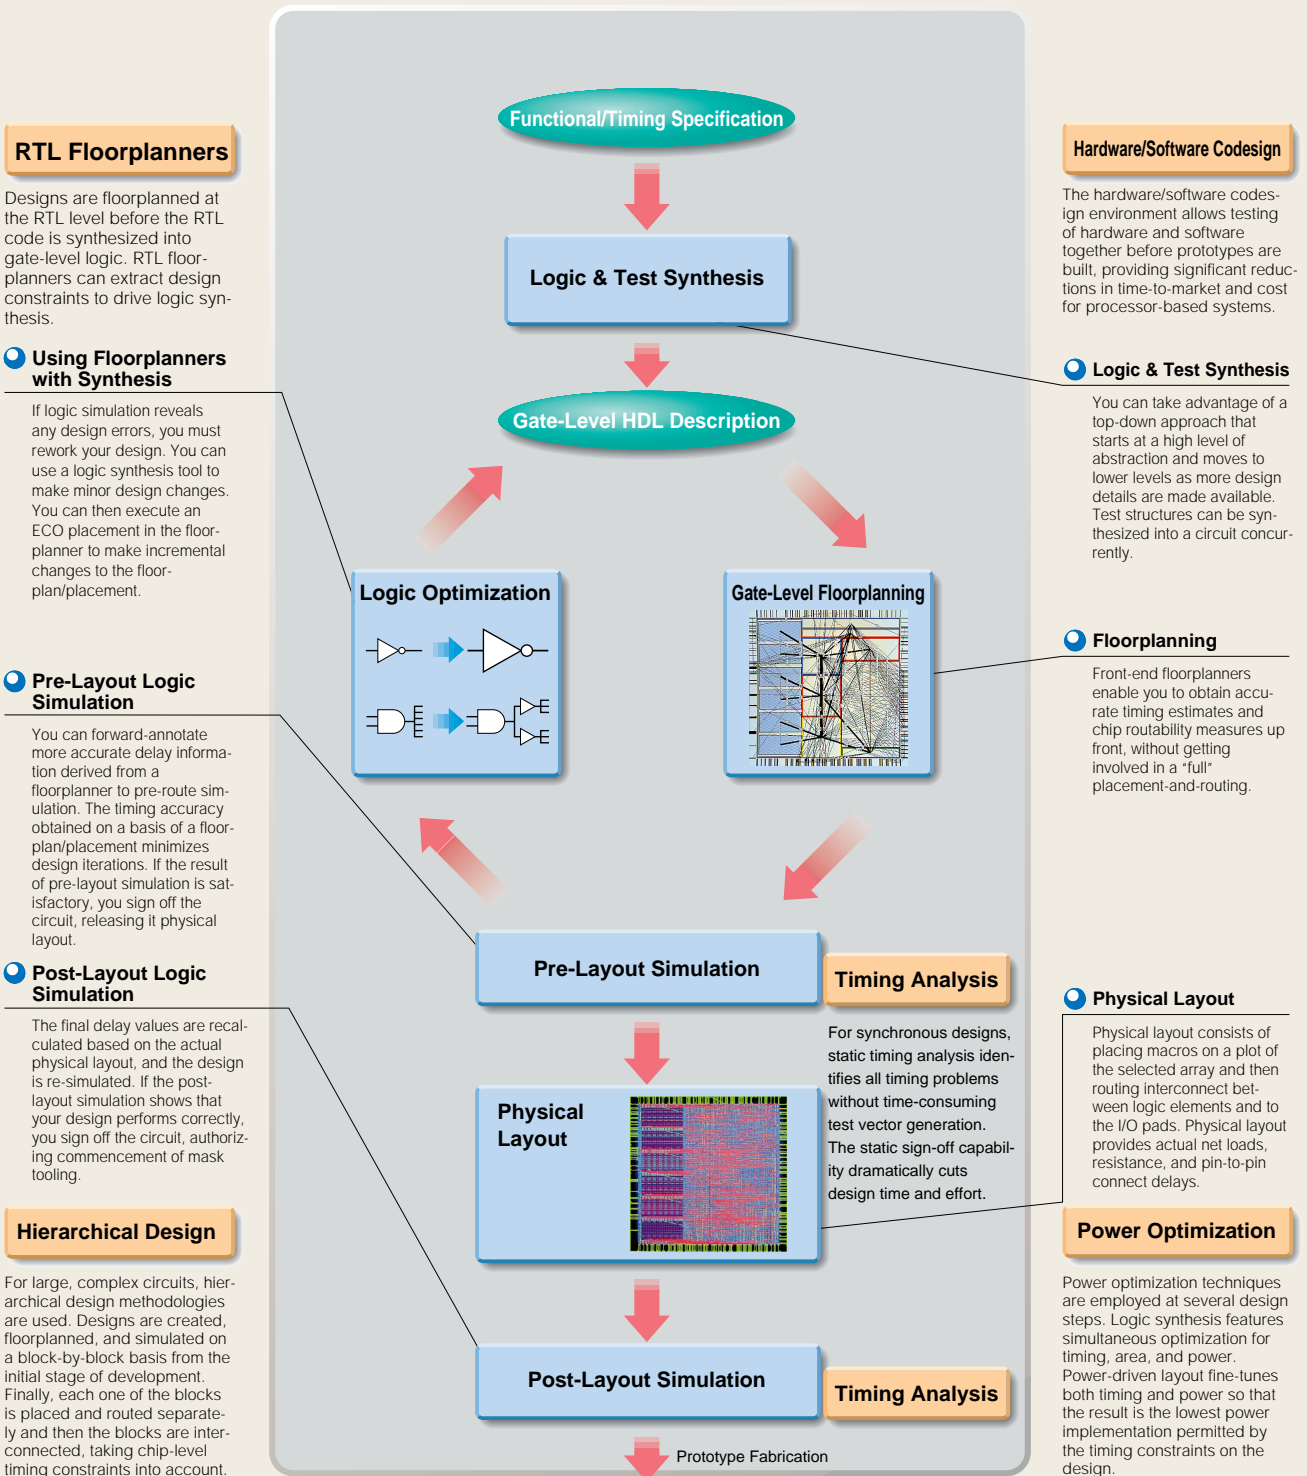 Functional/Timing Specification
RTL Floorplanners
Designs are floorplanned at
the RTL level before the RTL
code is synthesized into
gate-level logic. RTL floor-
planners can extract design
constraints to drive logic syn-
thesis.
Using Floorplanners
with Synthesis
If logic simulation reveals
any design errors, you must
rework your design. You can
use a logic synthesis tool to
make minor design changes.
You can then execute an
ECO placement in the floor-
planner to make incremental
changes to the floor-
plan/placement.
Pre-Layout Logic
Simulation
You can forward-annotate
more accurate delay informa-
tion derived from a
floorplanner to pre-route sim-
ulation. The timing accuracy
obtained on a basis of a floor-
plan/placement minimizes
design iterations. If the result
of pre-layout simulation is sat-
isfactory, you sign off the
circuit, releasing it physical
layout.
Post-Layout Logic
Simulation
The final delay values are recal-
culated based on the actual
physical layout, and the design
is re-simulated. If the post-
layout simulation shows that
your design performs correctly,
you sign off the circuit, authoriz-
ing commencement of mask
tooling.
Hierarchical Design
For large, complex circuits, hier-
archical design methodologies
are used. Designs are created,
floorplanned, and simulated on
a block-by-block basis from the
initial stage of development.
Finally, each one of the blocks
is placed and routed separate-
ly and then the blocks are inter-
connected, taking chip-level
timing constraints into account.
Logic & Test Synthesis
Gate-Level HDL Description
Logic Optimization
Gate-Level Floorplanning
Pre-Layout Simulation
Timing Analysis
For synchronous designs,
static timing analysis iden-
tifies all timing problems
without time-consuming
test vector generation.
The static sign-off capabil-
ity dramatically cuts
design time and effort.
Physical
Layout
Post-Layout Simulation
Timing Analysis
Prototype Fabrication
Hardware/Software Codesign
The hardware/software codes-
ign environment allows testing
of hardware and software
together before prototypes are
built, providing significant reduc-
tions in time-to-market and cost
for processor-based systems.
Logic & Test Synthesis
You can take advantage of a
top-down approach that
starts at a high level of
abstraction and moves to
lower levels as more design
details are made available.
Test structures can be syn-
thesized into a circuit concur-
rently.
Floorplanning
Front-end floorplanners
enable you to obtain accu-
rate timing estimates and
chip routability measures up
front, without getting
involved in a "full"
placement-and-routing.
Physical Layout
Physical layout consists of
placing macros on a plot of
the selected array and then
routing interconnect bet-
ween logic elements and to
the I/O pads. Physical layout
provides actual net loads,
resistance, and pin-to-pin
connect delays.
Power Optimization
Power optimization techniques
are employed at several design
steps. Logic synthesis features
simultaneous optimization for
timing, area, and power.
Power-driven layout fine-tunes
both timing and power so that
the result is the lowest power
implementation permitted by
the timing constraints on the
design.